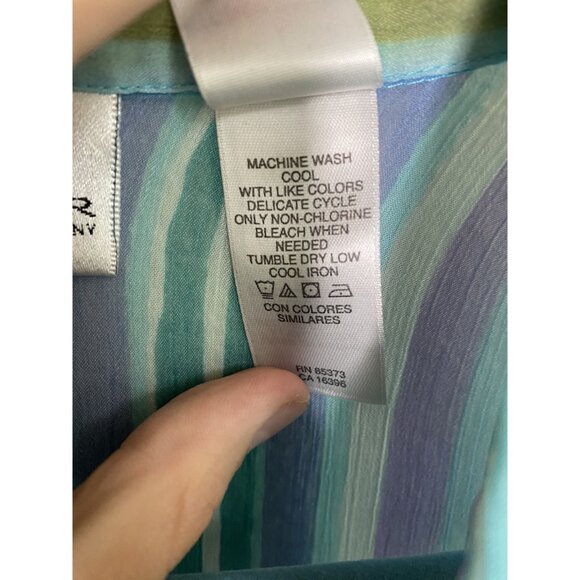 MACHINE WASH
COOL
WITH LIKE COLORS
DELICATE CYCLE
ONLY NON-CHLORINE
BLEACH WHEN
NEEDED
TUMBLE DRY LOW
COOL IRON
CON COLORES
SIMILARES
RN 85373
CA 16396